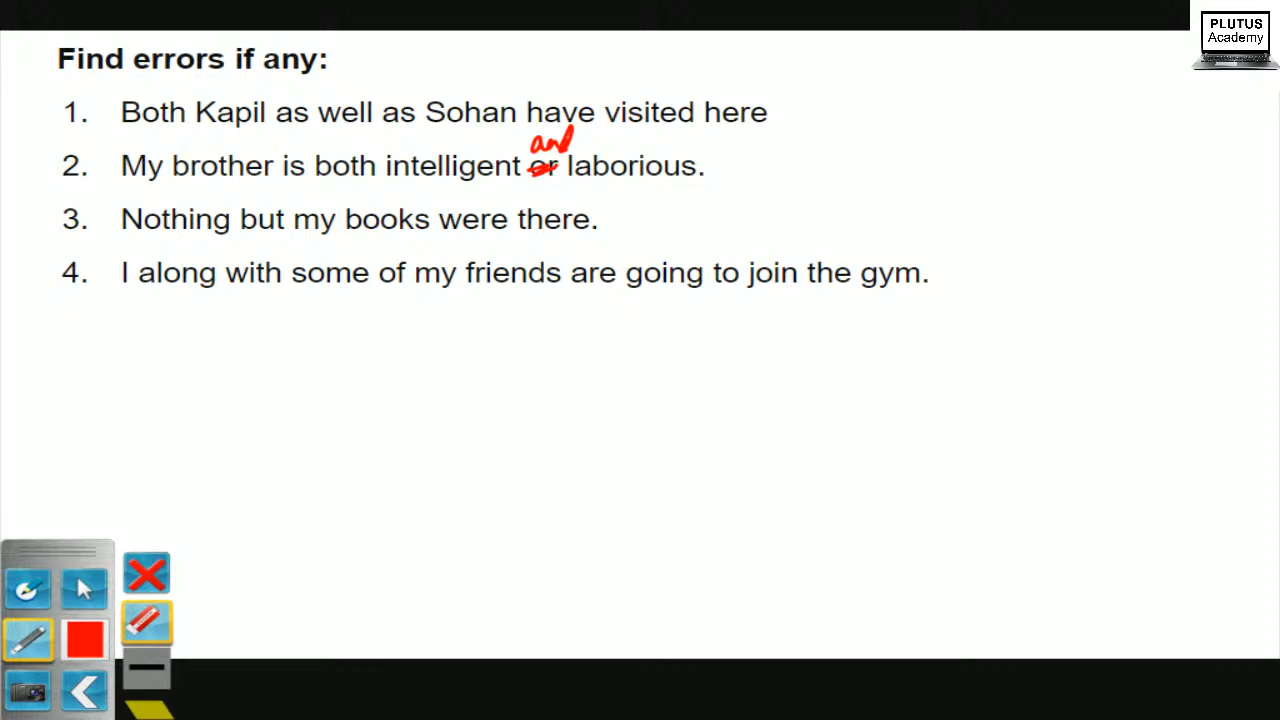 PLUTUS
Academy
Find errors if any:
1. Both Kapil as well as Sohan have visited here
and
2. My brother is both intelligent or laborious.
3. Nothing but my books were there.
4. I along with some of my friends are going to join the gym.